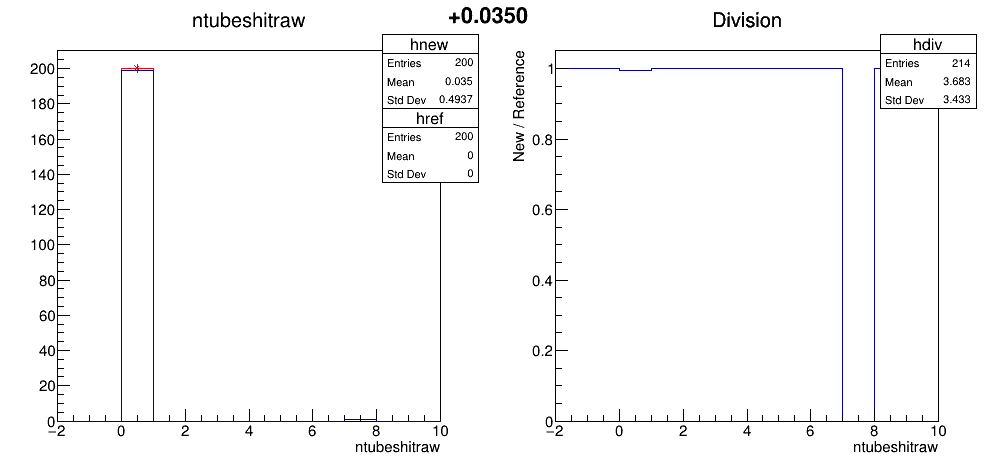 +0.0350
ntubeshitraw
hnew
Entries 200
Mean 0.035
Std Dev 0.4937
href
Entries 200
Mean 0
Std Dev 0
200
180
160
140
120
100
80
60
40
20
0
−2 0 2 4 6 8 10
ntubeshitraw
Division
hdiv
Entries 214
Mean 3.683
Std Dev 3.433
New / Reference
1
0.8
0.6
0.4
0.2
0
−2 0 2 4 6 8 10
ntubeshitraw